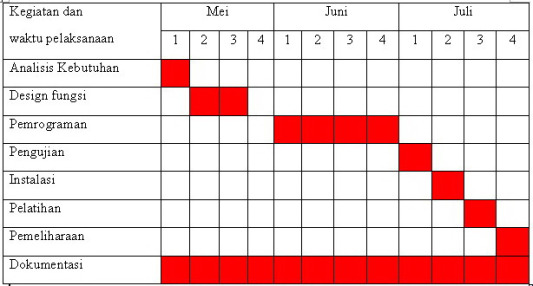 Kegiatan dan Mei Juni Juli
waktu pelaksanaan 1 2 3 4 1 2 3 4 1 2 3 4
Analisis Kebutuhan
Design fungsi
Pemrograman
Pengujian
Instalasi
Pelatihan
Pemeliharaan
Dokumentasi